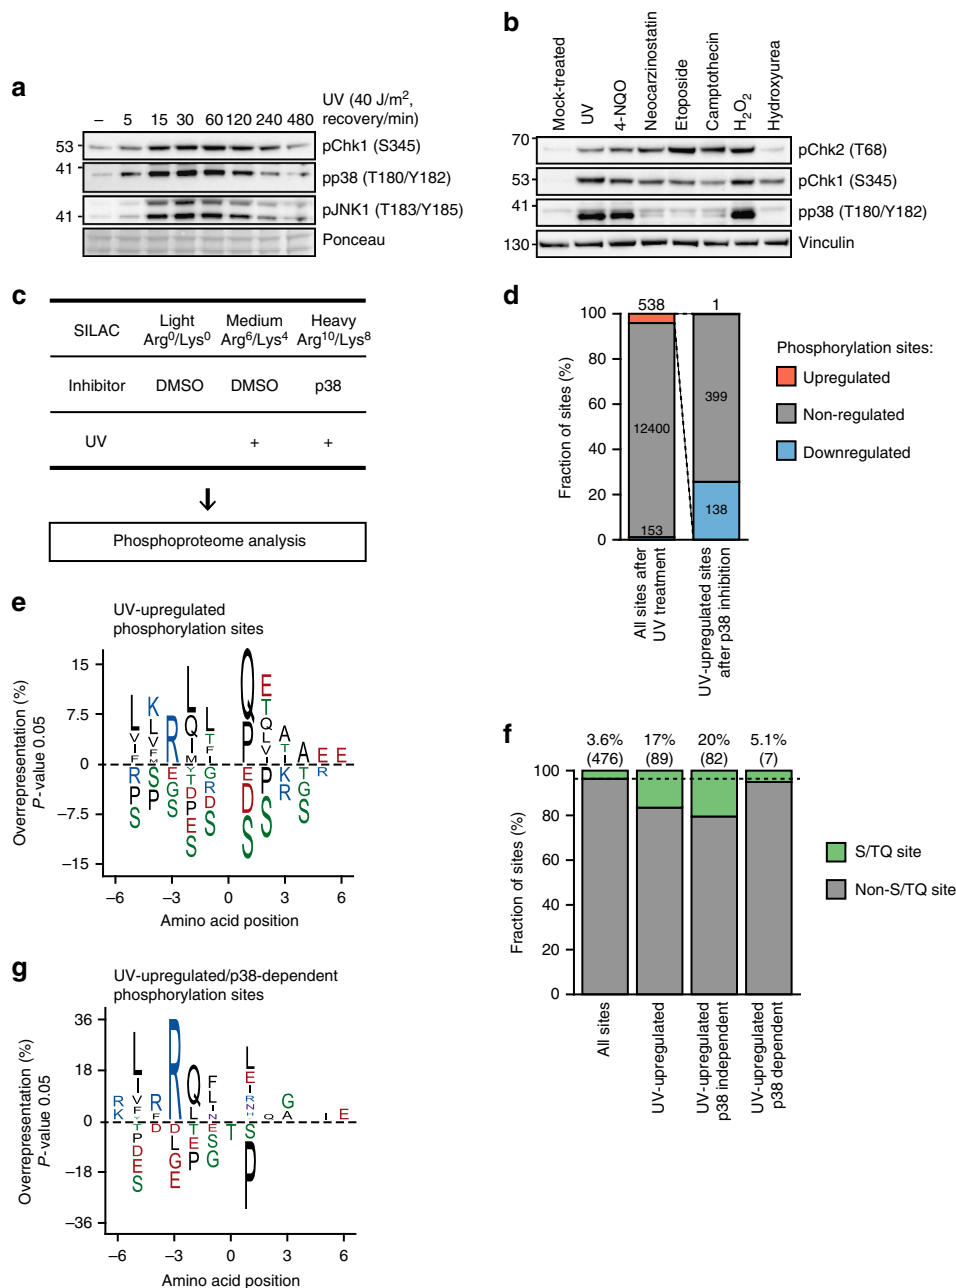 a
UV (40 J/m², recovery/min)
– 5 15 30 60 120 240 480
53 pChk1 (S345)
41 pp38 (T180/Y182)
41 pJNK1 (T183/Y185)
Ponceau
b
Mock-treated
UV
4-NQO
Neocarzinostatin
Etoposide
Camptothecin
H₂O₂
Hydroxyurea
70 pChk2 (T68)
53 pChk1 (S345)
41 pp38 (T180/Y182)
130 Vinculin
c
SILAC Light Arg⁰/Lys⁰ Medium Arg⁶/Lys⁴ Heavy Arg¹⁰/Lys⁸
Inhibitor DMSO DMSO p38
UV + +
Phosphoproteome analysis
d
538 1
100
80
60
40
20
0
Fraction of sites (%)
12400
153
399
138
All sites after UV treatment
UV-upregulated sites after p38 inhibition
Phosphorylation sites:
Upregulated
Non-regulated
Downregulated
e
UV-upregulated
phosphorylation sites
15
7.5
0
–7.5
–15
Overrepresentation (%)
P-value 0.05
–6 –3 0 3 6
Amino acid position
f
3.6% 17% 20% 5.1%
(476) (89) (82) (7)
100
80
60
40
20
0
Fraction of sites (%)
All sites
UV-upregulated
UV-upregulated p38 independent
UV-upregulated p38 dependent
S/TQ site
Non-S/TQ site
g
UV-upregulated/p38-dependent
phosphorylation sites
36
18
0
–18
–36
Overrepresentation (%)
P-value 0.05
–6 –3 0 3 6
Amino acid position